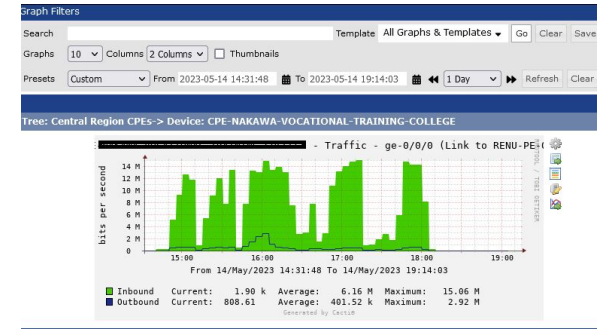 Graph Filters
Search Template All Graphs & Templates Go Clear Save
Graphs 10 Columns 2 Columns Thumbnails
Presets Custom From 2023-05-14 14:31:48 To 2023-05-14 19:14:03 1 Day Refresh Clear
Tree: Central Region CPEs-> Device: CPE-NAKAWA-VOCATIONAL-TRAINING-COLLEGE
- Traffic - ge-0/0/0 (Link to RENU-PE-(
RRDTOOL / TOBI OETIKER
bits per second
14 M
12 M
10 M
8 M
6 M
4 M
2 M
0
15:00 16:00 17:00 18:00 19:00
From 14/May/2023 14:31:48 To 14/May/2023 19:14:03
Inbound Current: 1.90 k Average: 6.16 M Maximum: 15.06 M
Outbound Current: 808.61 Average: 401.52 k Maximum: 2.92 M
Generated by Cacti®